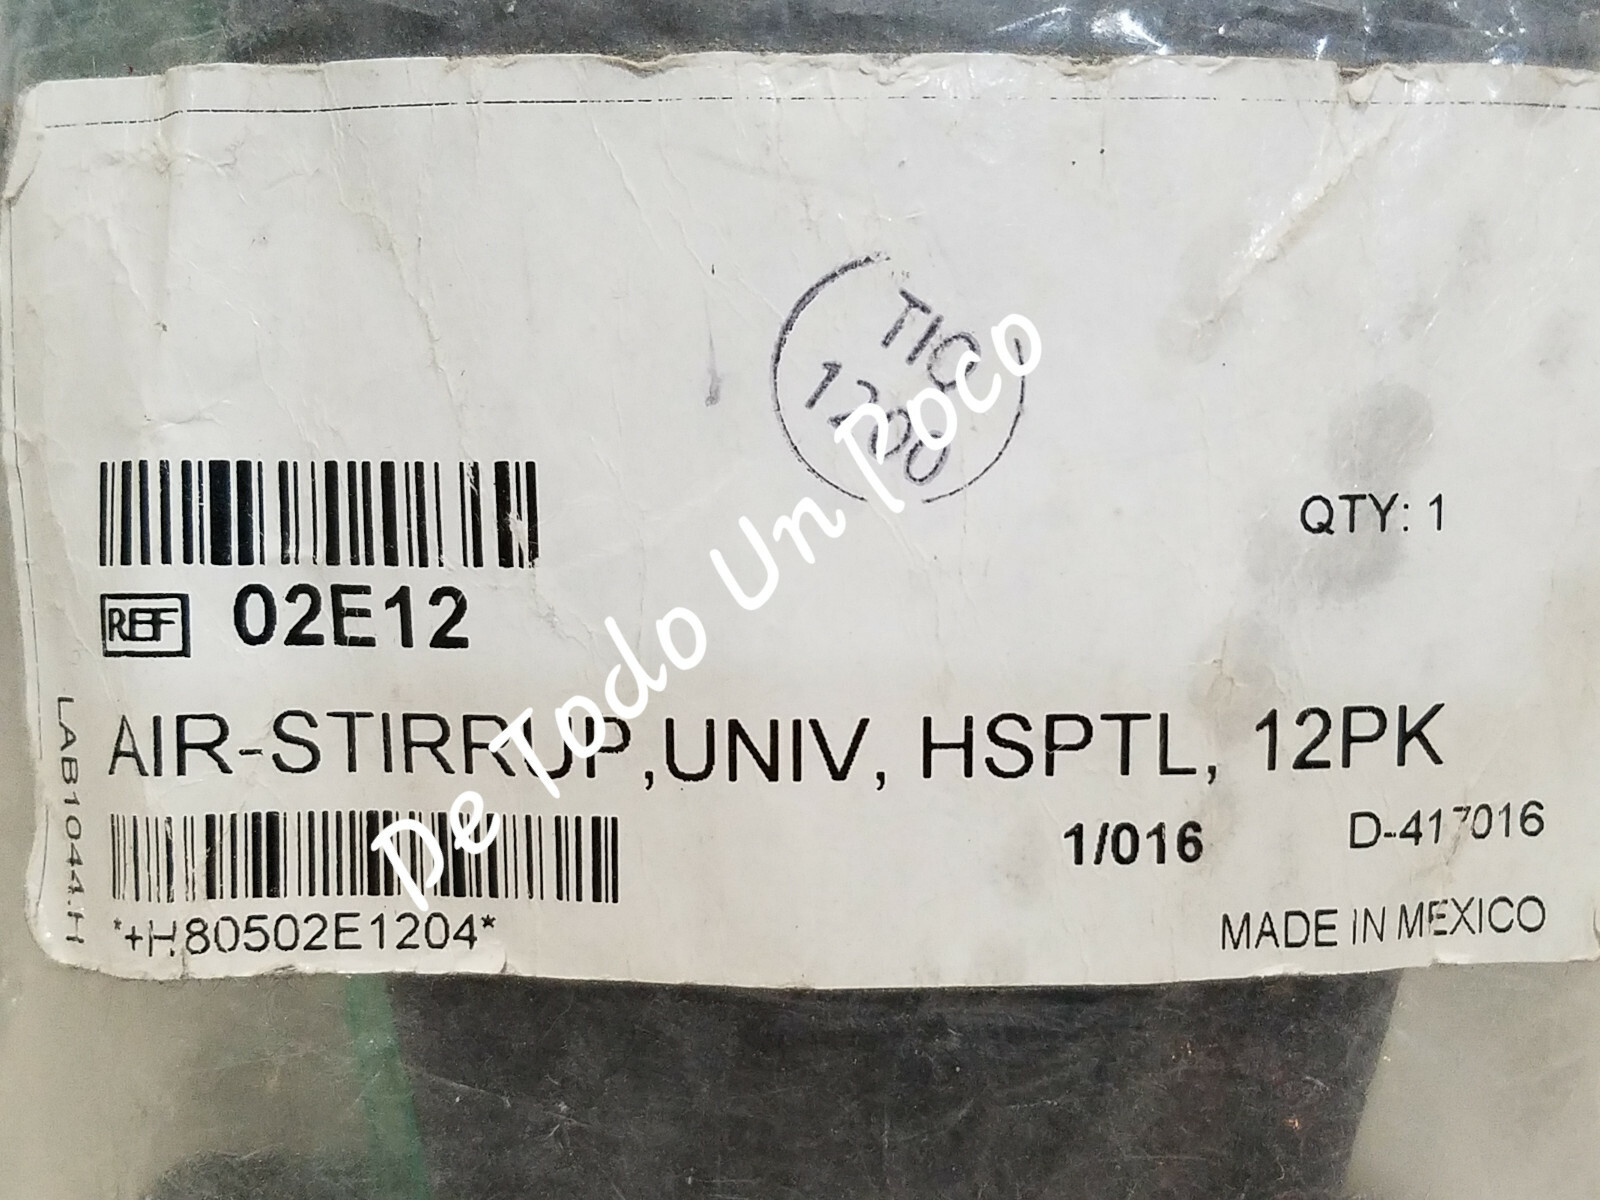 TIC
1200
QTY: 1
REF 02E12
AIR-STIRRUP,UNIV, HSPTL, 12PK
1/016 D-417016
*+H80502E1204*
MADE IN MEXICO
LAB1044.H
De Todo Un Poco